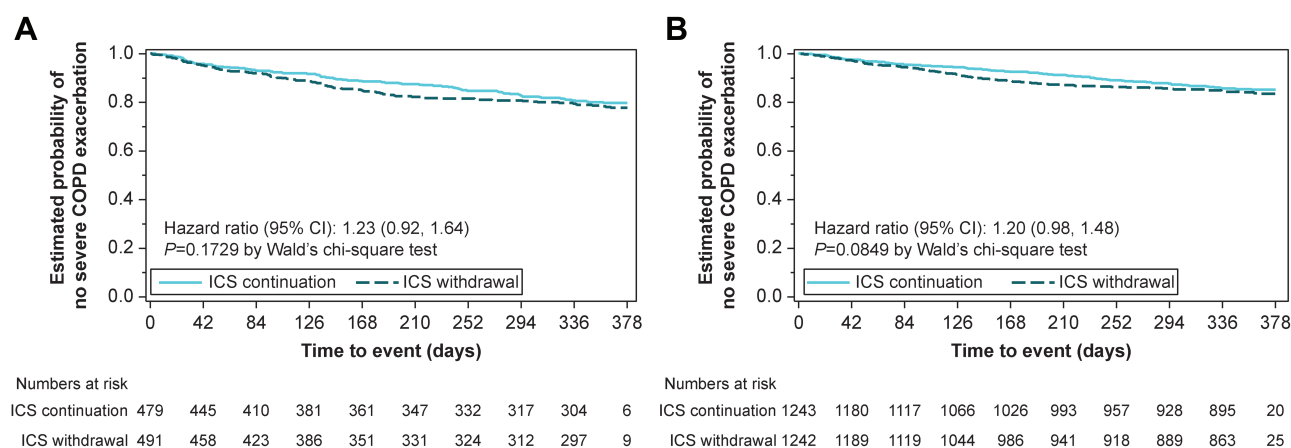 A
Estimated probability of
no severe COPD exacerbation
1.0
0.8
0.6
0.4
0.2
0.0
Hazard ratio (95% CI): 1.23 (0.92, 1.64)
P=0.1729 by Wald's chi-square test
ICS continuation ICS withdrawal
0 42 84 126 168 210 252 294 336 378
Time to event (days)
Numbers at risk
ICS continuation 479 445 410 381 361 347 332 317 304 6
ICS withdrawal 491 458 423 386 351 331 324 312 297 9
B
Estimated probability of
no severe COPD exacerbation
1.0
0.8
0.6
0.4
0.2
0.0
Hazard ratio (95% CI): 1.20 (0.98, 1.48)
P=0.0849 by Wald's chi-square test
ICS continuation ICS withdrawal
0 42 84 126 168 210 252 294 336 378
Time to event (days)
Numbers at risk
ICS continuation 1243 1180 1117 1066 1026 993 957 928 895 20
ICS withdrawal 1242 1189 1119 1044 986 941 918 889 863 25